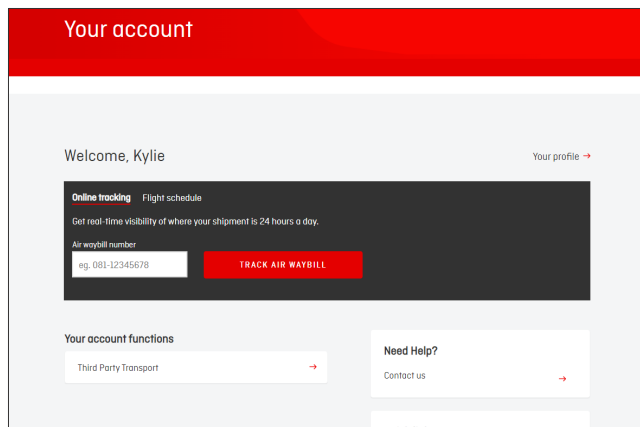 Your account
Welcome, Kylie
Your profile →
Online tracking Flight schedule
Get real-time visibility of where your shipment is 24 hours a day.
Air waybill number
eg. 081-12345678
TRACK AIR WAYBILL
Your account functions
Third Party Transport →
Need Help?
Contact us →